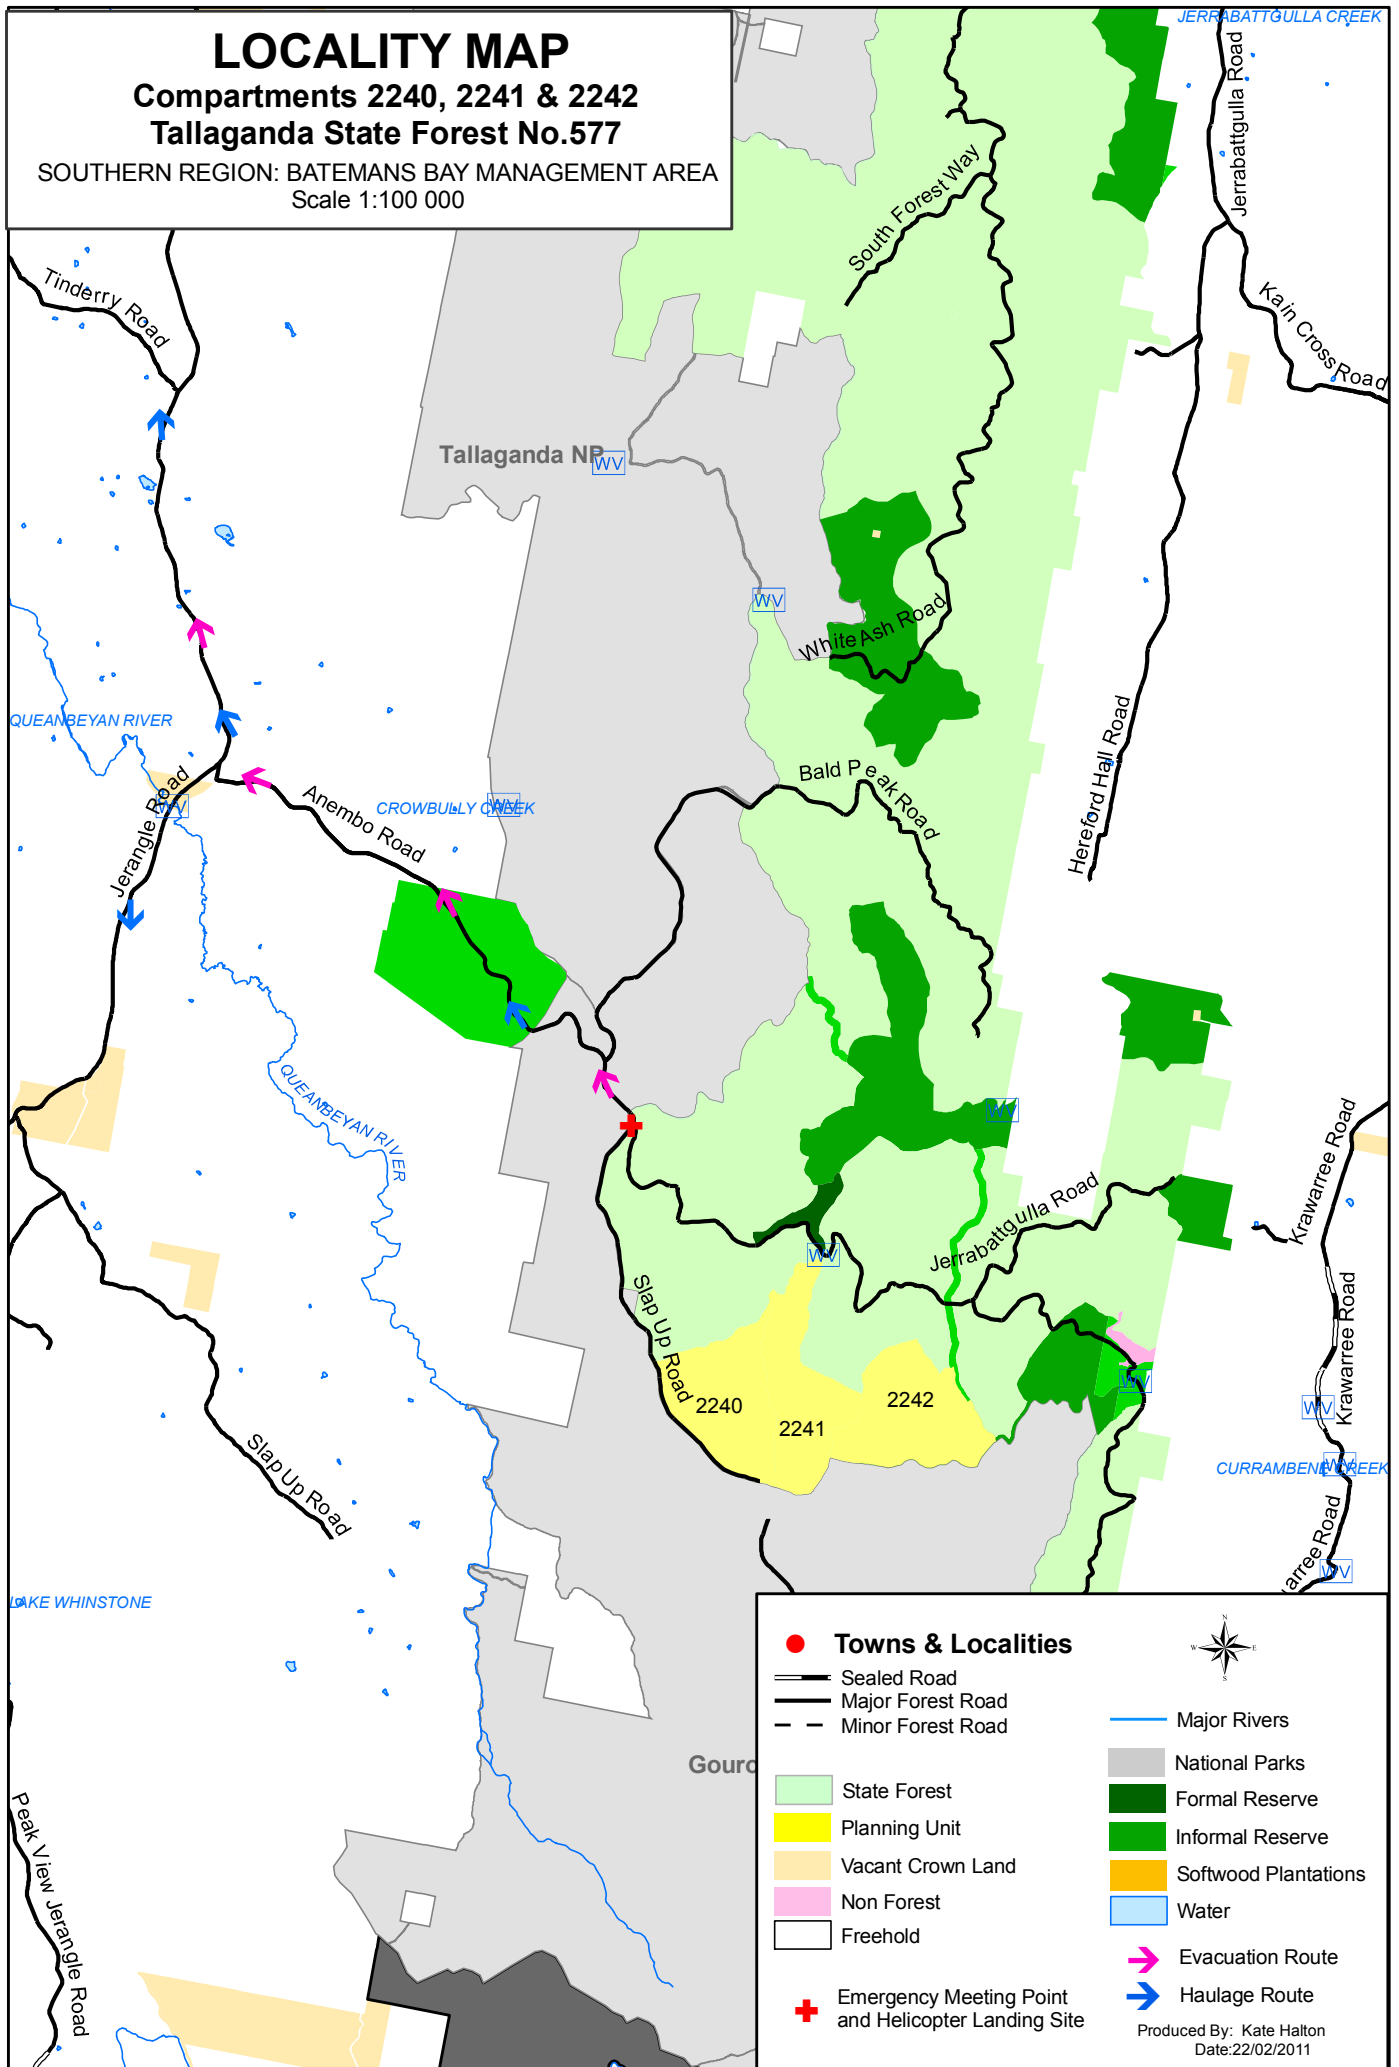 LOCALITY MAP
Compartments 2240, 2241 & 2242
Tallaganda State Forest No.577
SOUTHERN REGION: BATEMANS BAY MANAGEMENT AREA
Scale 1:100 000
JERRABATTGULLA CREEK
Jerrabattgulla Road
South Forest Way
Tinderry Road
Kain Cross Road
Tallaganda NP
WV
WV
White Ash Road
QUEANBEYAN RIVER
Hereford Hall Road
Bald Peak Road
Jerangle Road
WV
Anembo Road
CROWBULLY CREEK
WV
QUEANBEYAN RIVER
WV
Krawarree Road
Jerrabattgulla Road
WV
Slap Up Road
Krawarree Road
WV
WV
2240
2241
2242
Slap Up Road
CURRAMBENE CREEK
WV
arree Road
WV
LAKE WHINSTONE
Gouro
Peak View Jerangle Road
Towns & Localities
Sealed Road
Major Forest Road
Minor Forest Road
State Forest
Planning Unit
Vacant Crown Land
Non Forest
Freehold
Emergency Meeting Point
and Helicopter Landing Site
N
W
E
S
Major Rivers
National Parks
Formal Reserve
Informal Reserve
Softwood Plantations
Water
Evacuation Route
Haulage Route
Produced By: Kate Halton
Date:22/02/2011